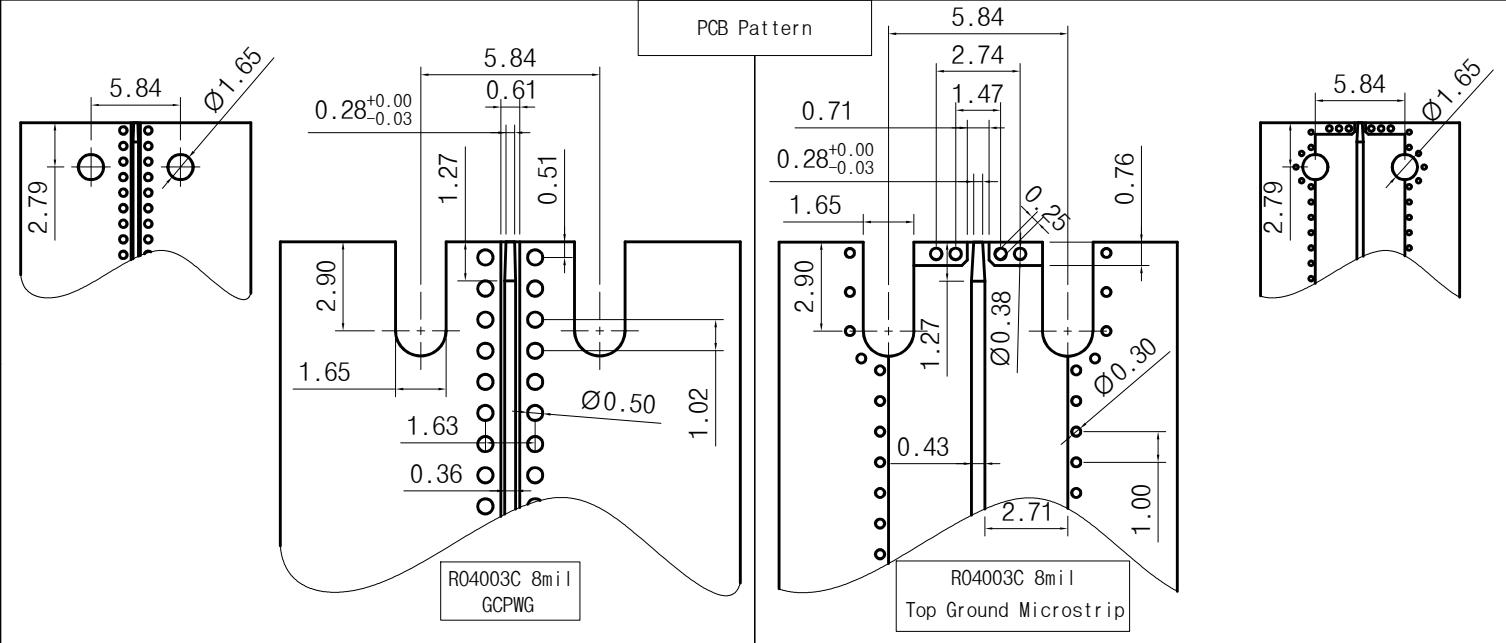 PCB Pattern
5.84
Ø1.65
2.79
5.84
0.61
0.28+0.00
-0.03
1.27
0.51
2.90
1.65
Ø0.50
1.02
1.63
0.36
RO4003C 8mil
GCPWG
5.84
2.74
1.47
0.71
0.28+0.00
-0.03
1.65
0.25
0.76
2.90
1.27
Ø0.38
Ø0.30
0.43
1.00
2.71
RO4003C 8mil
Top Ground Microstrip
5.84
Ø1.65
2.79